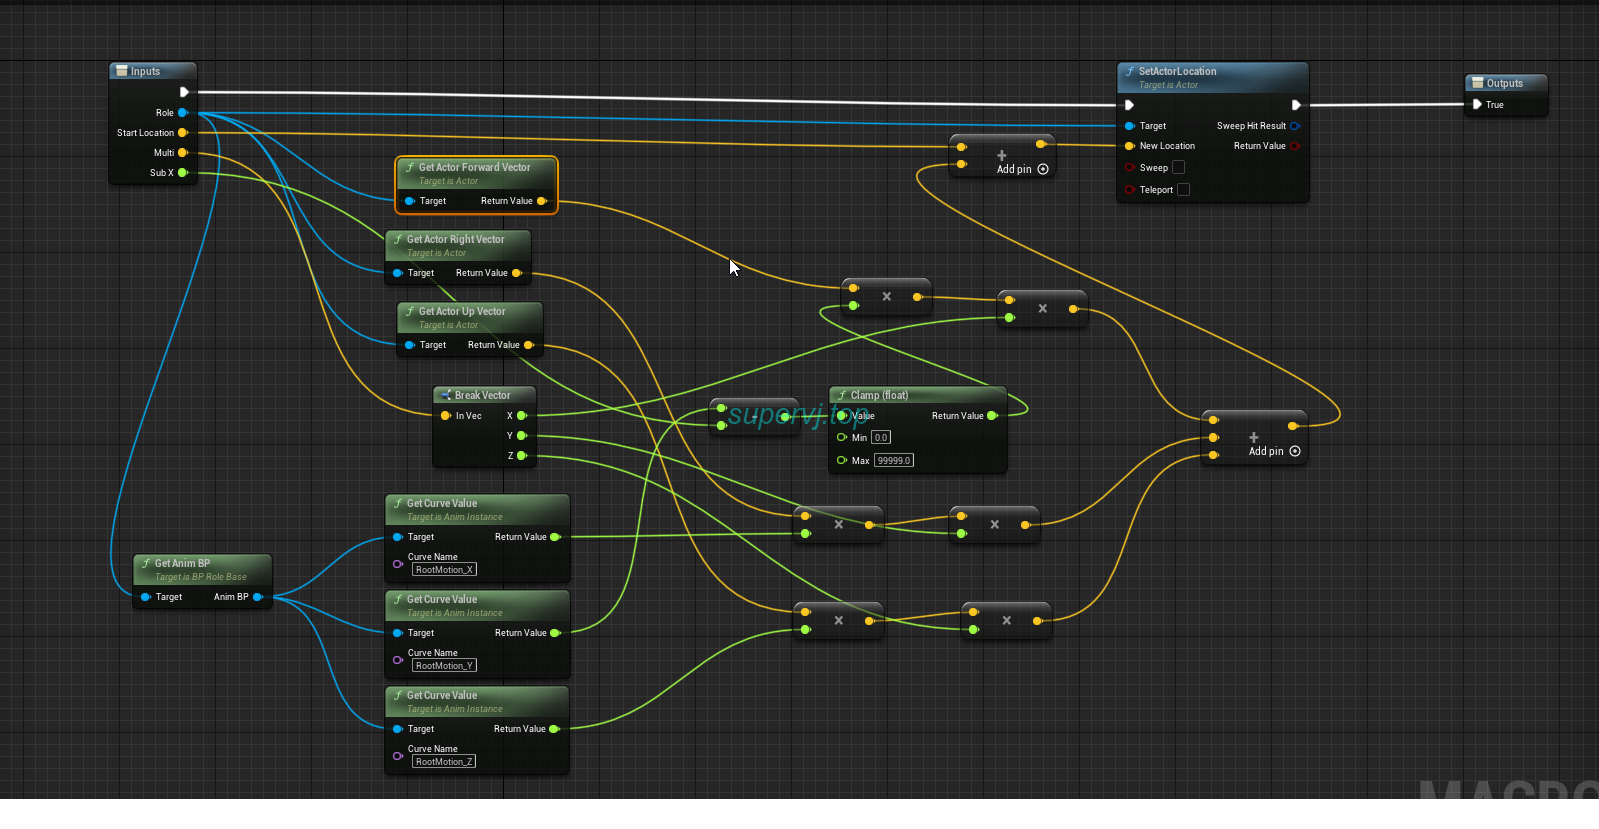 Inputs
Role
Start Location
Multi
Sub X
SetActorLocation
Target is Actor
Target
New Location
Sweep
Teleport
Sweep Hit Result
Return Value
Outputs
True
Add pin
Get Actor Forward Vector
Target is Actor
Target Return Value
Get Actor Right Vector
Target is Actor
Target Return Value
Get Actor Up Vector
Target is Actor
Target Return Value
Break Vector
In Vec X
Y
Z
supervj.top
Clamp (float)
Value Return Value
Min 0.0
Max 99999.0
Add pin
Get Curve Value
Target is Anim Instance
Target Return Value
Curve Name
RootMotion_X
Get Anim BP
Target is BP Role Base
Target Anim BP
Get Curve Value
Target is Anim Instance
Target Return Value
Curve Name
RootMotion_Y
Get Curve Value
Target is Anim Instance
Target Return Value
Curve Name
RootMotion_Z